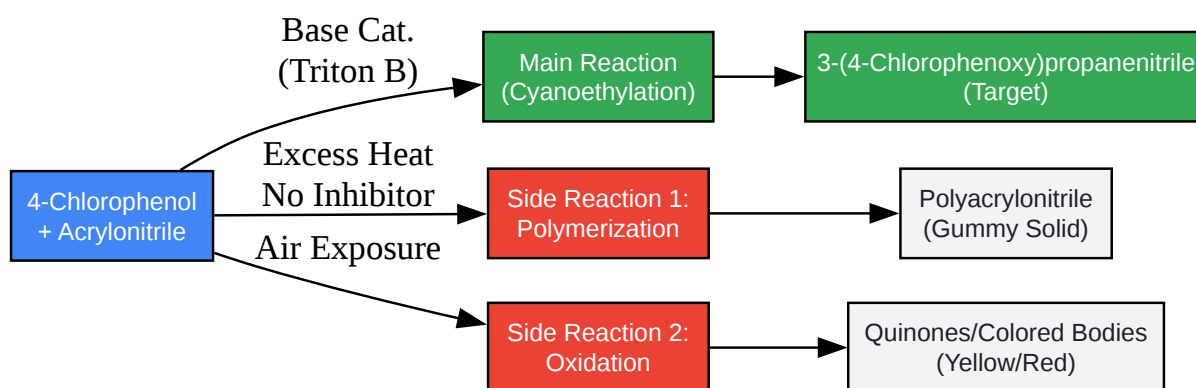 Base Cat.
(Triton B)
Main Reaction
(Cyanoethylation)
3-(4-Chlorophenoxy)propanenitrile
(Target)
4-Chlorophenol
+ Acrylonitrile
Excess Heat
No Inhibitor
Side Reaction 1:
Polymerization
Polyacrylonitrile
(Gummy Solid)
Air Exposure
Side Reaction 2:
Oxidation
Quinones/Colored Bodies
(Yellow/Red)